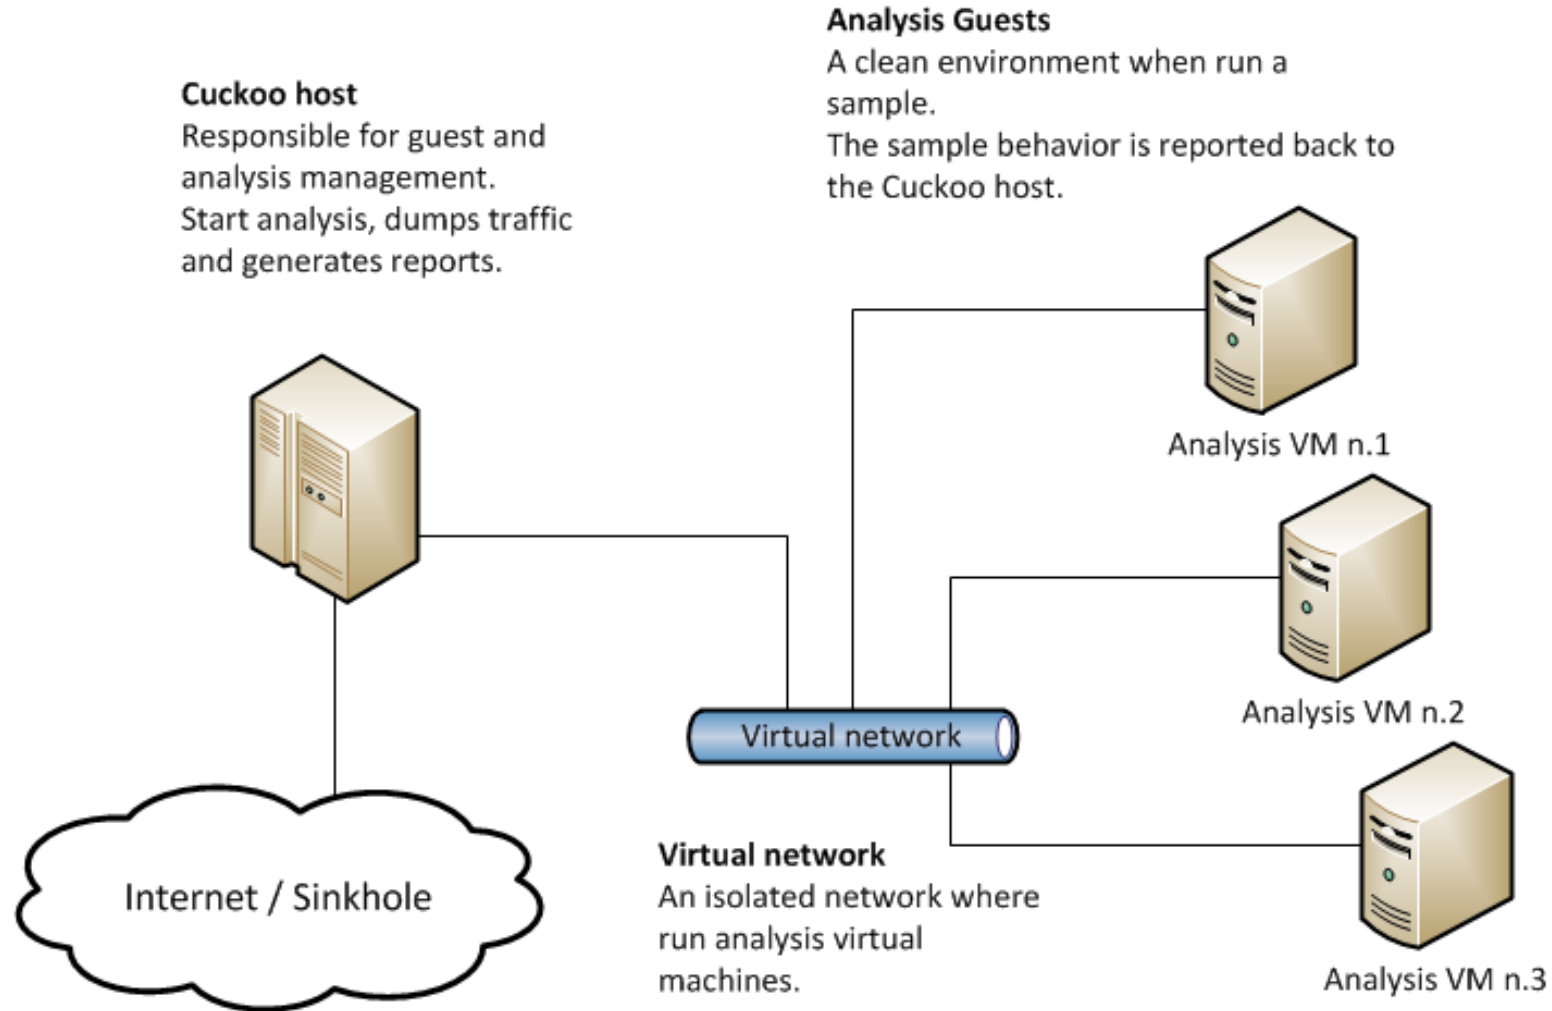 Analysis Guests
A clean environment when run a
sample.
The sample behavior is reported back to
the Cuckoo host.
Cuckoo host
Responsible for guest and
analysis management.
Start analysis, dumps traffic
and generates reports.
Analysis VM n.1
Analysis VM n.2
Virtual network
Virtual network
An isolated network where
run analysis virtual
machines.
Internet / Sinkhole
Analysis VM n.3